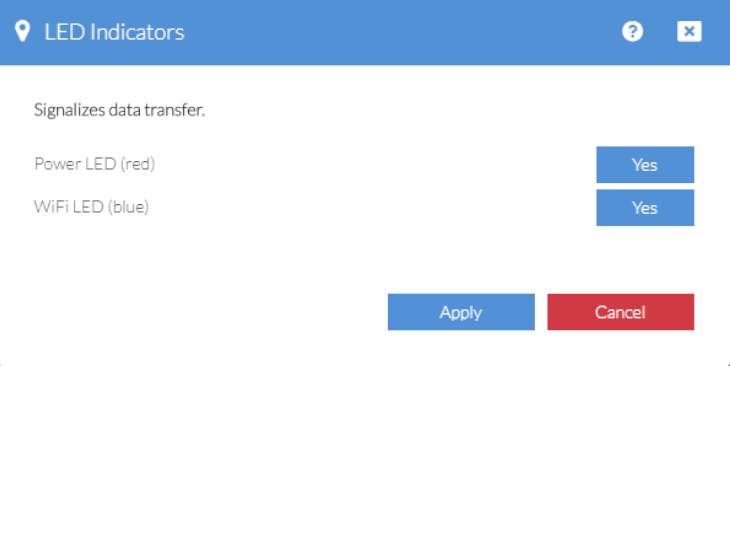 LED Indicators
Signalizes data transfer.
Power LED (red) Yes
WiFi LED (blue) Yes
Apply Cancel